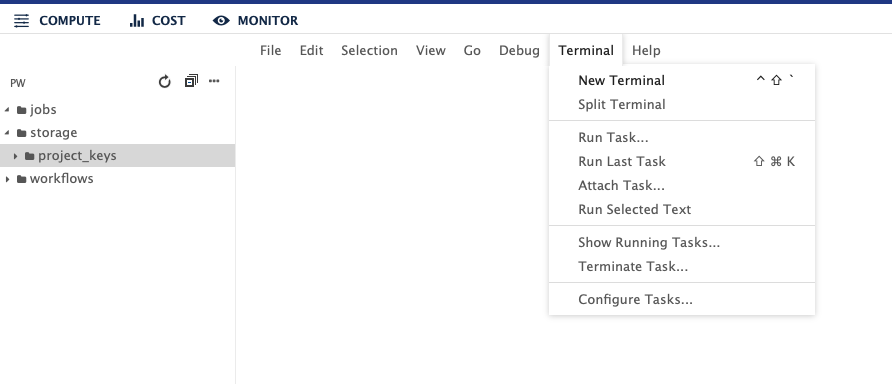 COMPUTE COST MONITOR
File Edit Selection View Go Debug Terminal Help
PW
jobs
storage
project_keys
workflows
New Terminal ^ ⇧ `
Split Terminal
Run Task...
Run Last Task ⇧ ⌘ K
Attach Task...
Run Selected Text
Show Running Tasks...
Terminate Task...
Configure Tasks...